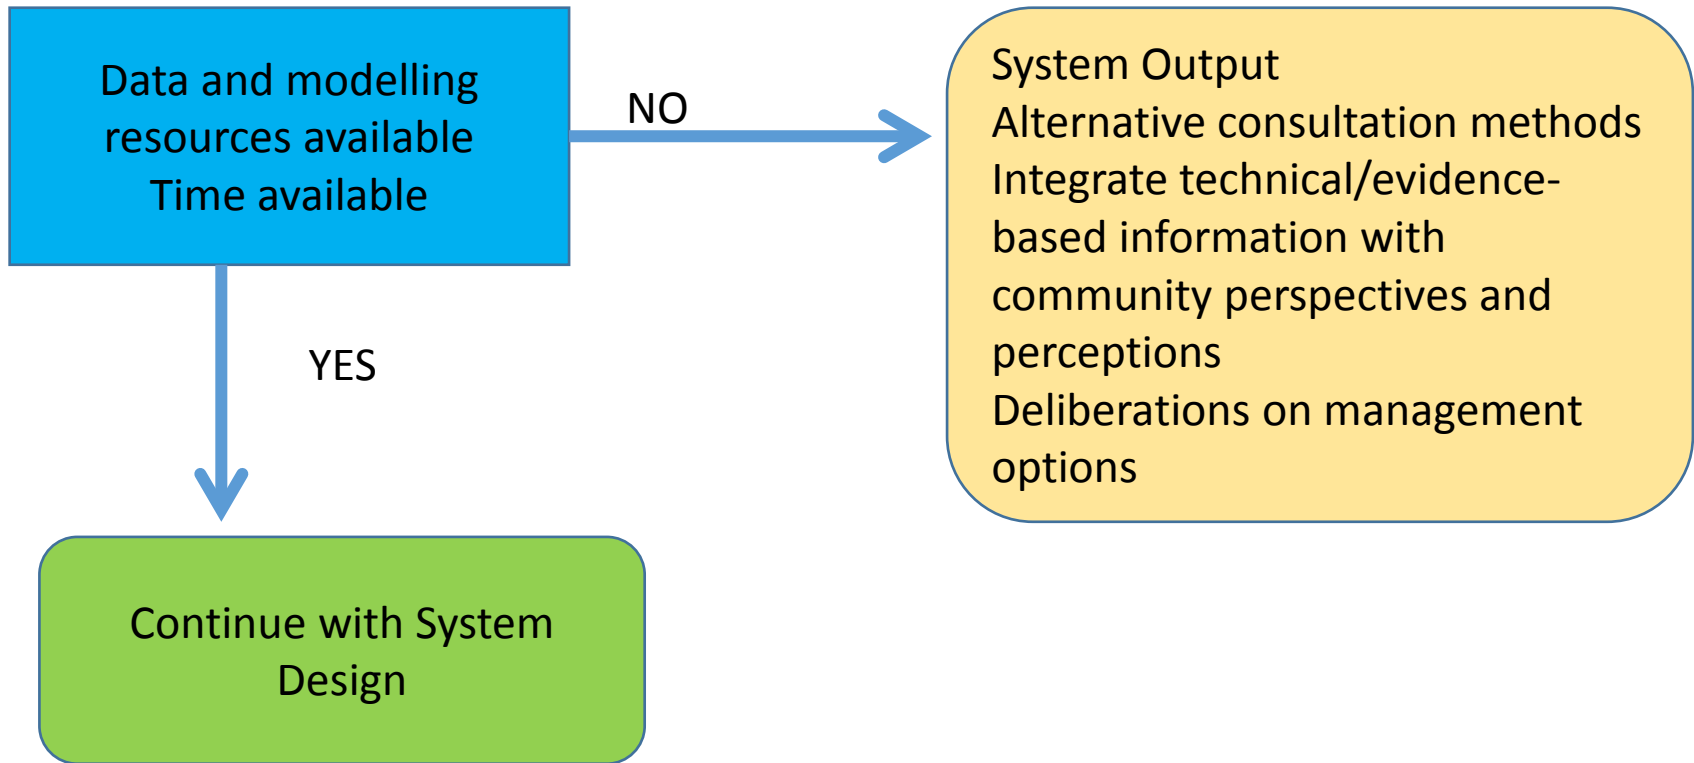 Data and modelling
resources available
Time available
NO
System Output
Alternative consultation methods
Integrate technical/evidence-
based information with
community perspectives and
perceptions
Deliberations on management
options
YES
Continue with System
Design